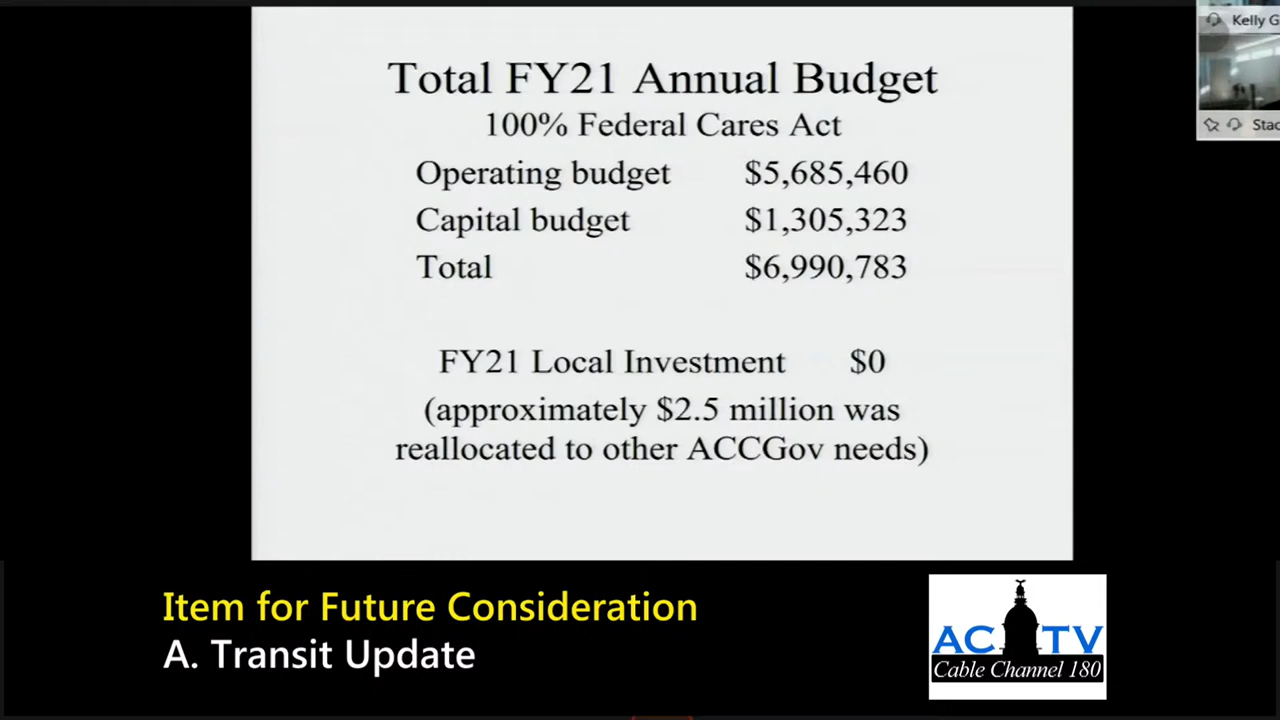 Total FY21 Annual Budget
100% Federal Cares Act
Operating budget $5,685,460
Capital budget $1,305,323
Total $6,990,783
FY21 Local Investment $0
(approximately $2.5 million was
reallocated to other ACCGov needs)
Kelly G
Stac
Item for Future Consideration
A. Transit Update
ACTV
Cable Channel 180